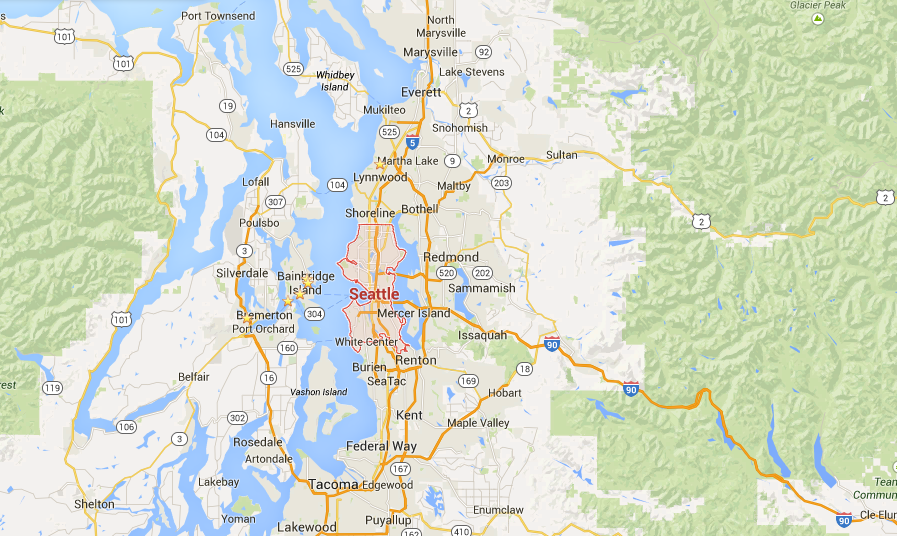 Glacier Peak
Port Townsend
North
Marysville
101
101
Marysville
92
525
Whidbey
Island
Lake Stevens
Everett
19
Mukilteo
2
Hansville
Snohomish
104
525
5
Martha Lake
9
Monroe
Sultan
Lynnwood
Lofall
104
Maltby
203
2
307
Shoreline
Bothell
2
Poulsbo
3
Redmond
Silverdale
Bainbridge
Island
520
202
Seattle
Sammamish
Bremerton
304
Mercer Island
101
Port Orchard
White Center
Issaquah
90
160
Renton
Burien
18
Belfair
16
SeaTac
169
119
Vashon Island
Hobart
90
302
Kent
106
Maple Valley
3
Rosedale
Federal Way
Artondale
167
Lakebay
Tacoma
Edgewood
Shelton
Enumclaw
Yoman
Puyallup
90
Cle Elum
Lakewood
162
410